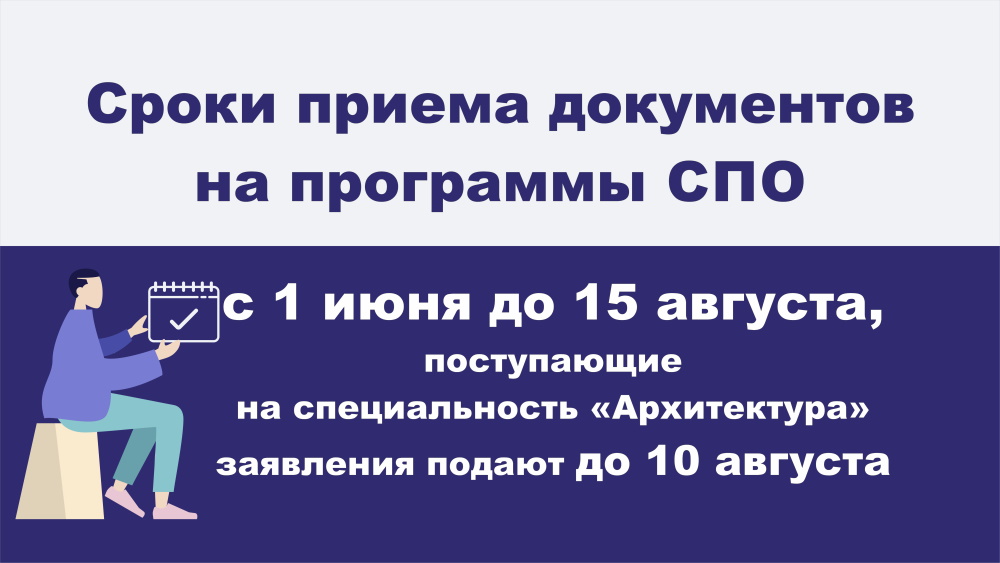 Сроки приема документов
на программы СПО
с 1 июня до 15 августа,
поступающие
на специальность «Архитектура»
заявления подают до 10 августа